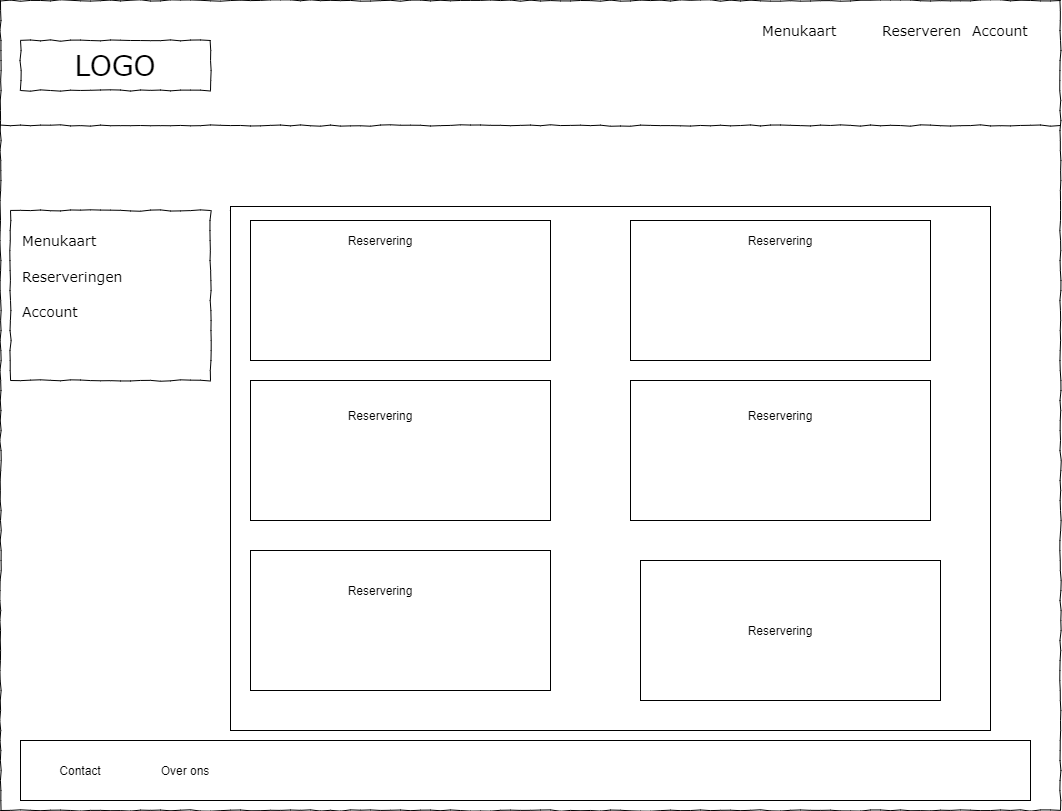 Menukaart Reserveren Account
LOGO
Menukaart
Reserveringen
Account
Reservering Reservering
Reservering Reservering
Reservering
Reservering
Contact Over ons